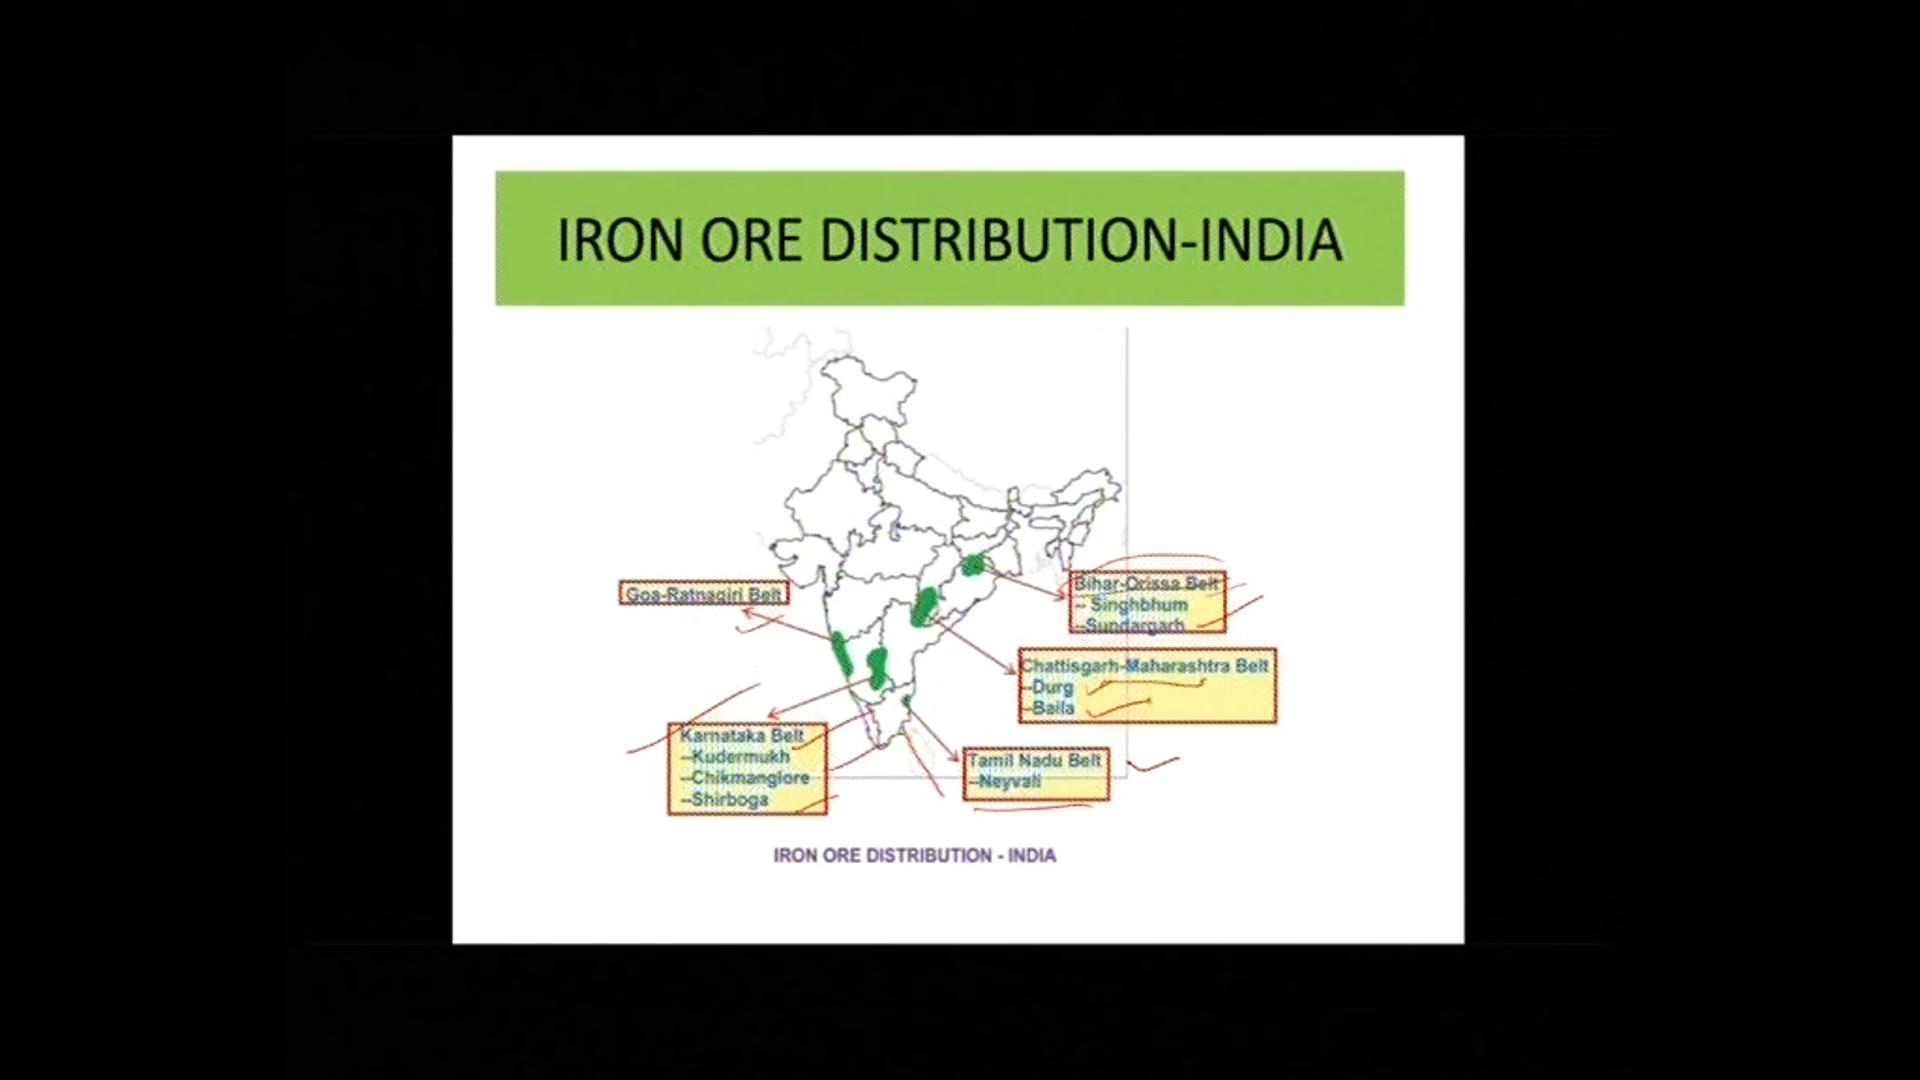 IRON ORE DISTRIBUTION-INDIA
Goa-Ratnagiri Belt
Bihar-Orissa Belt
-- Singhbhum
--Sundargarh
Chattisgarh-Maharashtra Belt
--Durg
--Baila
Karnataka Belt
--Kudermukh
--Chikmanglore
--Shirboga
Tamil Nadu Belt
--Neyvali
IRON ORE DISTRIBUTION - INDIA